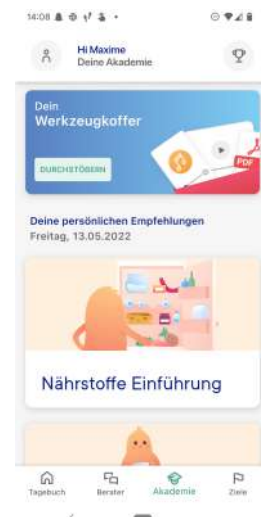 14:08
Hi Maxime
Deine Akademie
Dein
Werkzeugkoffer
DURCHSTÖBERN
PDF
Deine persönlichen Empfehlungen
Freitag, 13.05.2022
Nährstoffe Einführung
Tagebuch
Berater
Akademie
Ziele